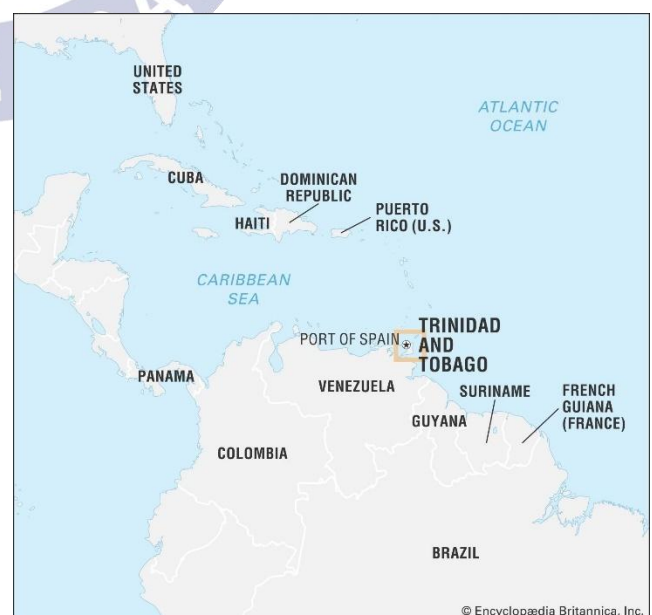 UNITED
STATES
ATLANTIC
OCEAN
CUBA
DOMINICAN
REPUBLIC
HAITI
PUERTO
RICO (U.S.)
CARIBBEAN
SEA
PORT OF SPAIN
TRINIDAD
AND
TOBAGO
PANAMA
VENEZUELA
SURINAME
FRENCH
GUIANA
(FRANCE)
GUYANA
COLOMBIA
BRAZIL
© Encyclopædia Britannica, Inc.